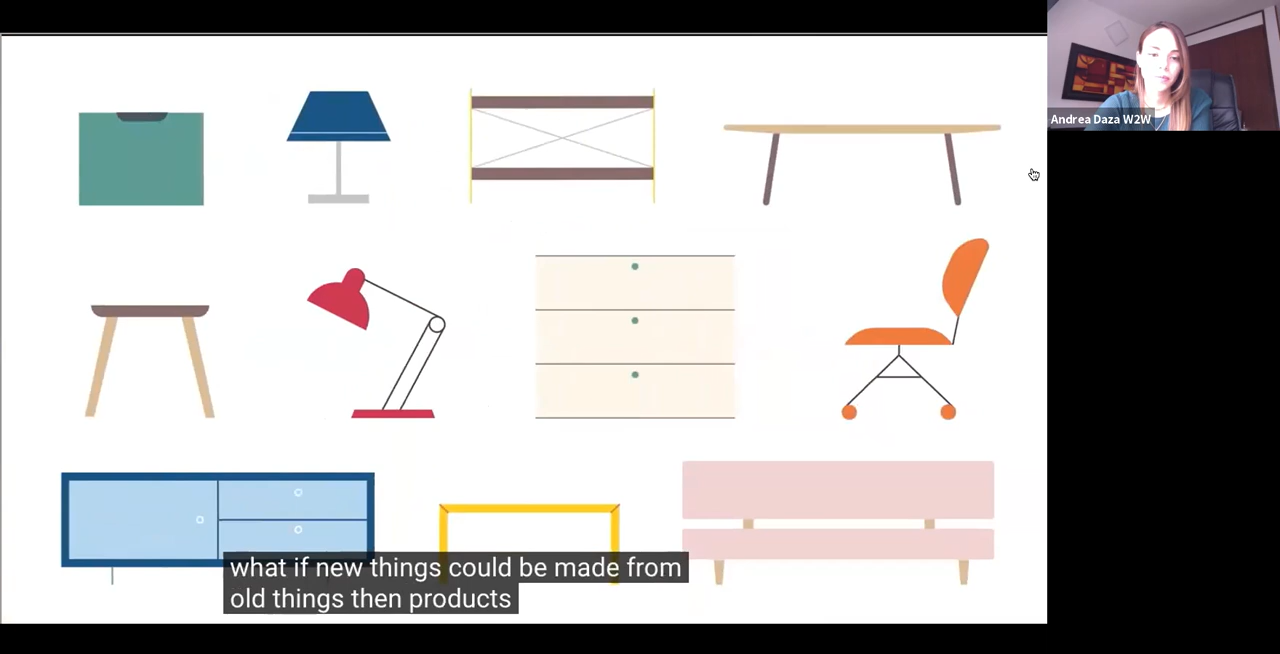 Andrea Daza W2W
what if new things could be made from
old things then products